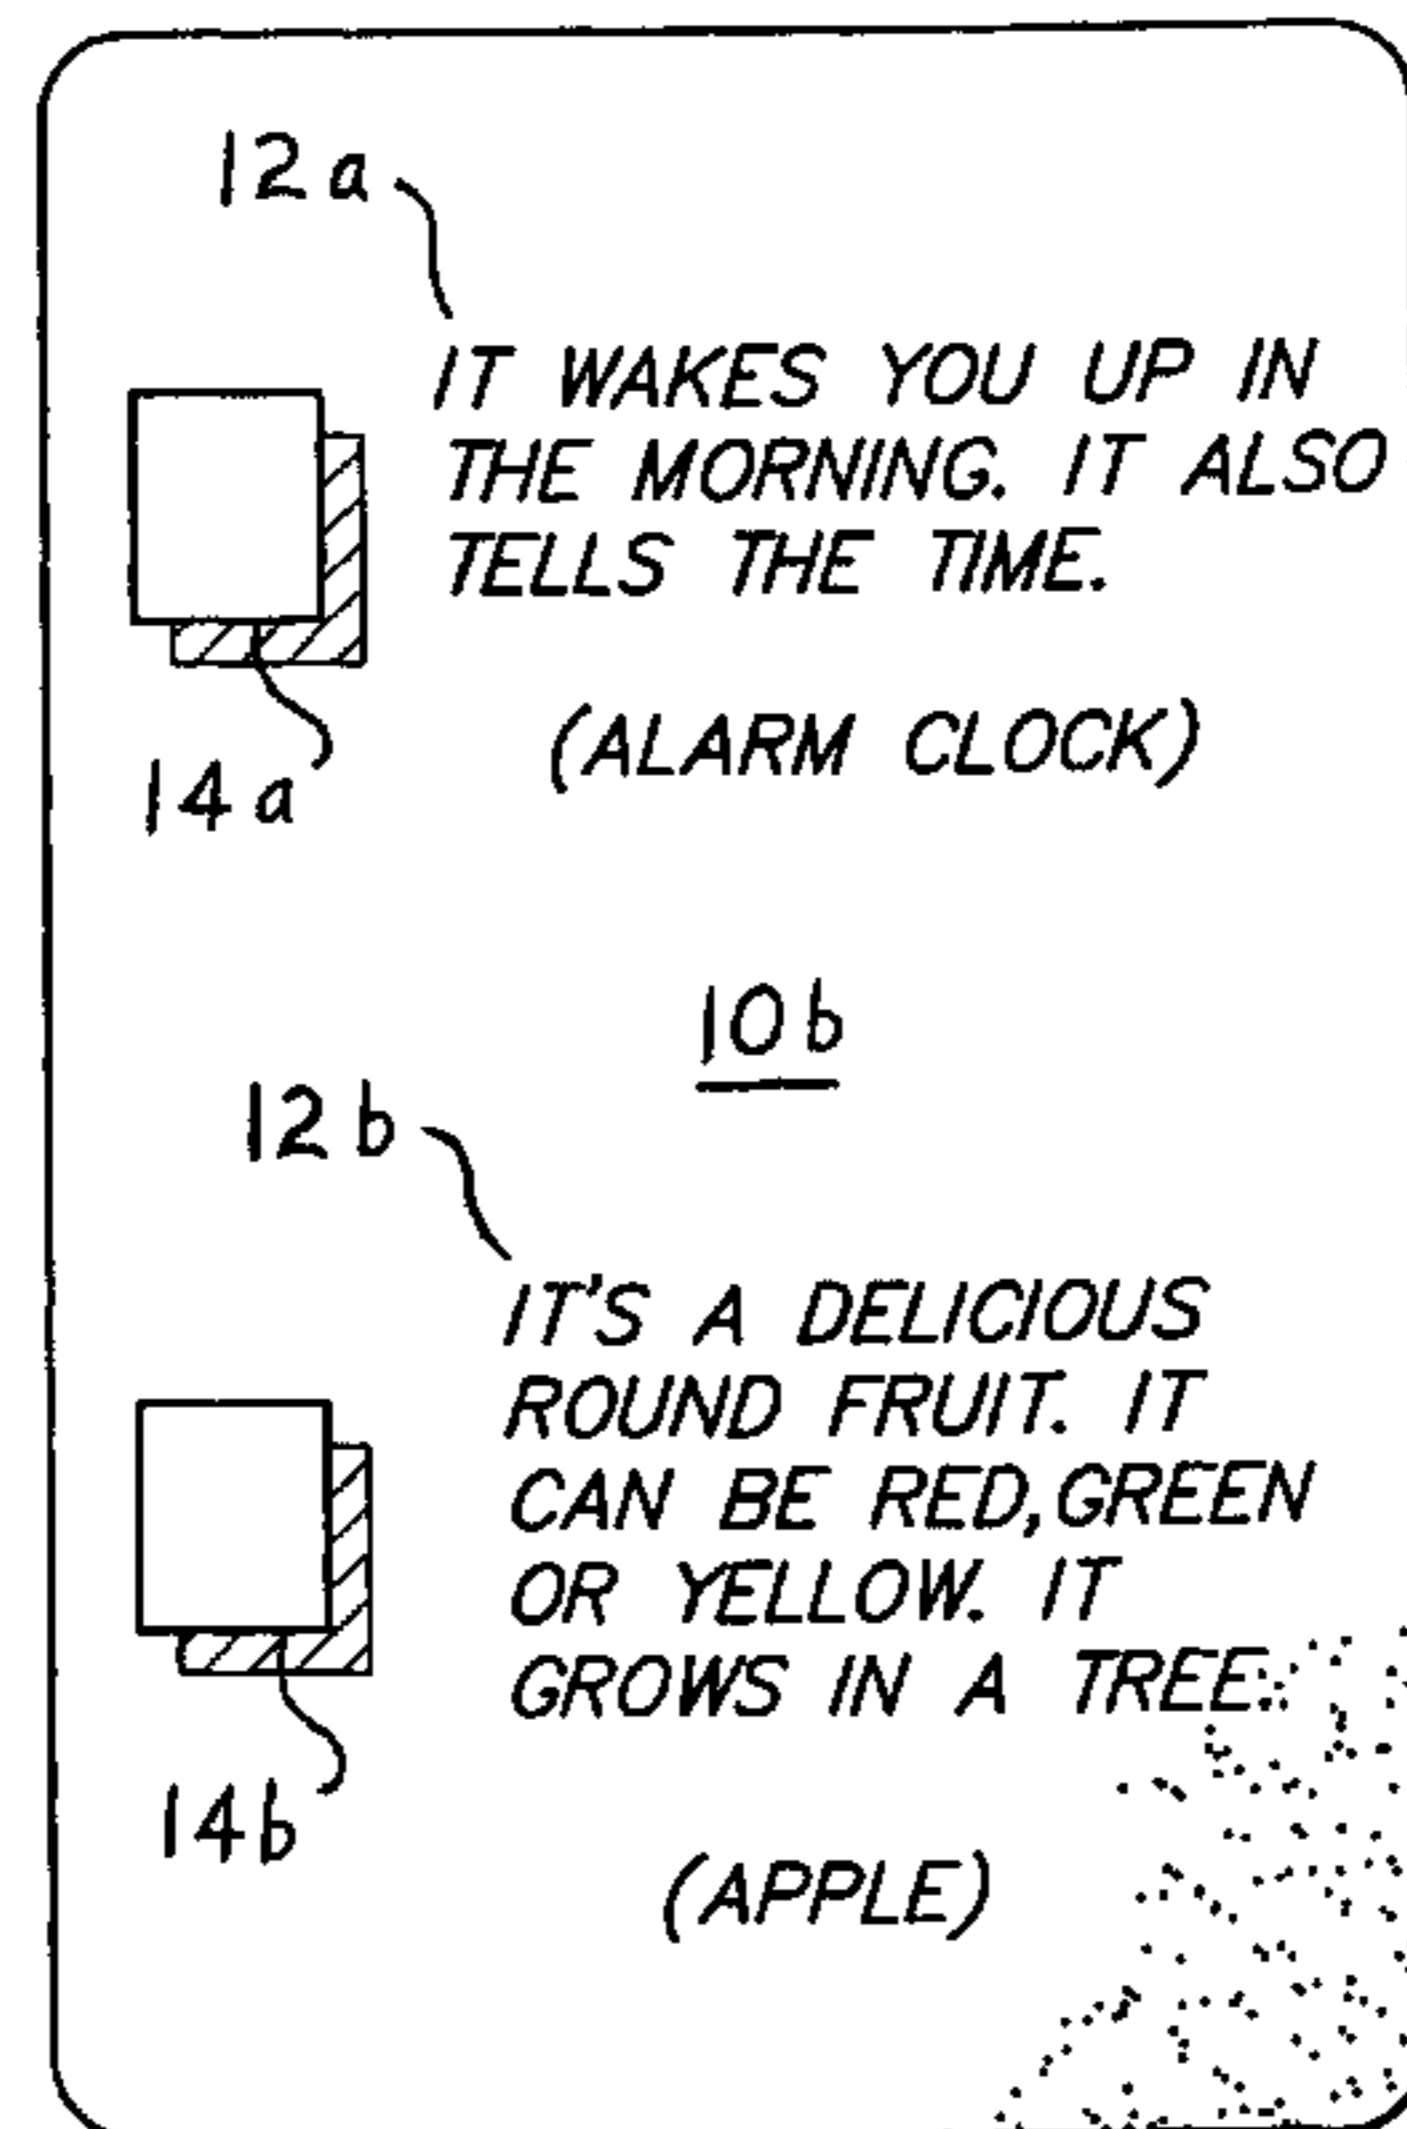 12a
IT WAKES YOU UP IN
THE MORNING. IT ALSO
TELLS THE TIME.
(ALARM CLOCK)
14a
10b
12b
IT'S A DELICIOUS
ROUND FRUIT. IT
CAN BE RED, GREEN
OR YELLOW. IT
GROWS IN A TREE.
14b
(APPLE)